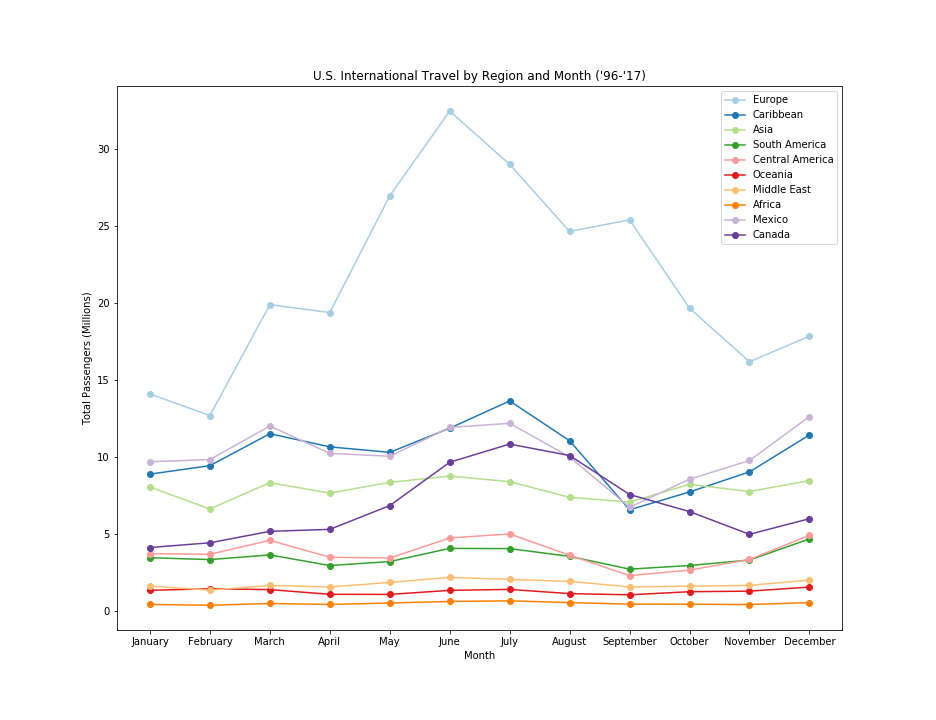 U.S. International Travel by Region and Month ('96-'17)
Europe
Caribbean
Asia
South America
Central America
Oceania
Middle East
Africa
Mexico
Canada
Total Passengers (Millions)
30
25
20
15
10
5
0
January February March April May June July August September October November December
Month